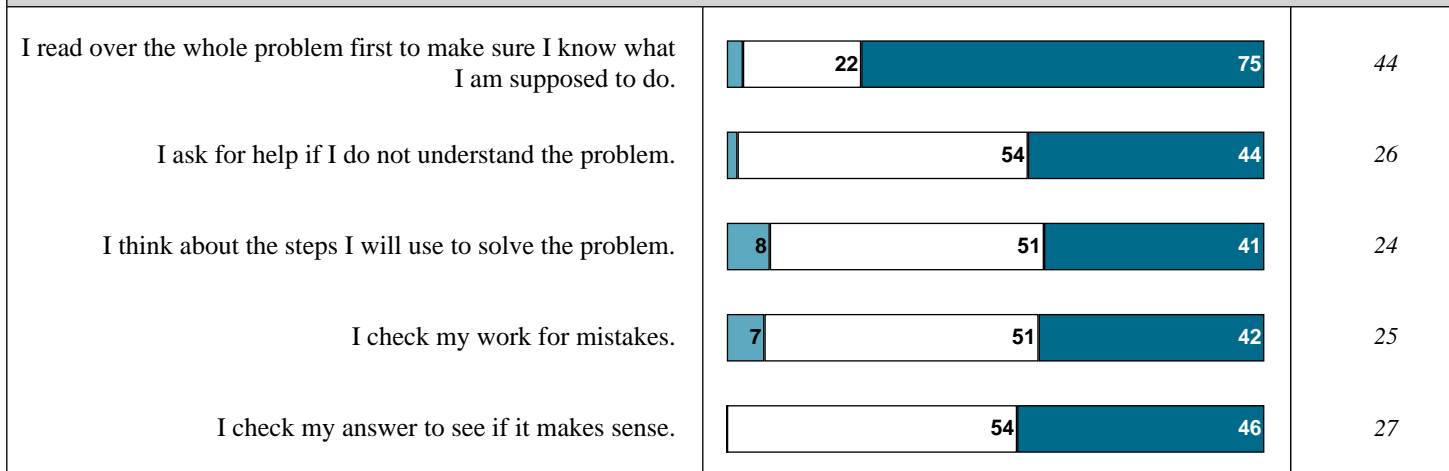 I read over the whole problem first to make sure I know what
I am supposed to do.
22 75 44
I ask for help if I do not understand the problem.
54 44 26
I think about the steps I will use to solve the problem.
8 51 41 24
I check my work for mistakes.
7 51 42 25
I check my answer to see if it makes sense.
54 46 27